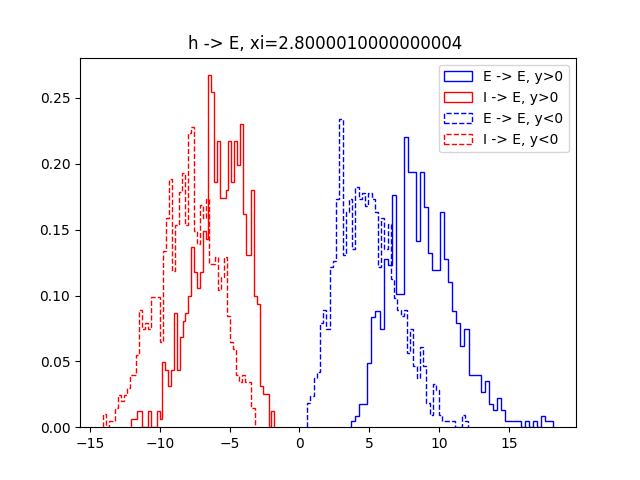 h -> E, xi=2.8000010000000004
E -> E, y>0
I -> E, y>0
E -> E, y<0
I -> E, y<0
0.25
0.20
0.15
0.10
0.05
0.00
−15
−10
−5
0
5
10
15